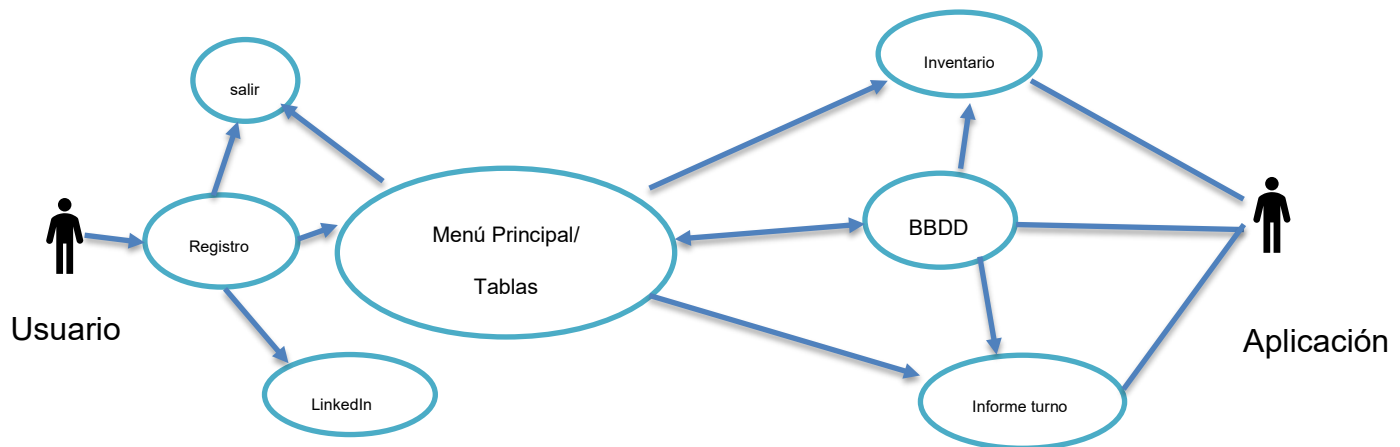 Inventario
salir
Menú Principal/
Tablas
BBDD
Registro
Usuario
Aplicación
LinkedIn
Informe turno